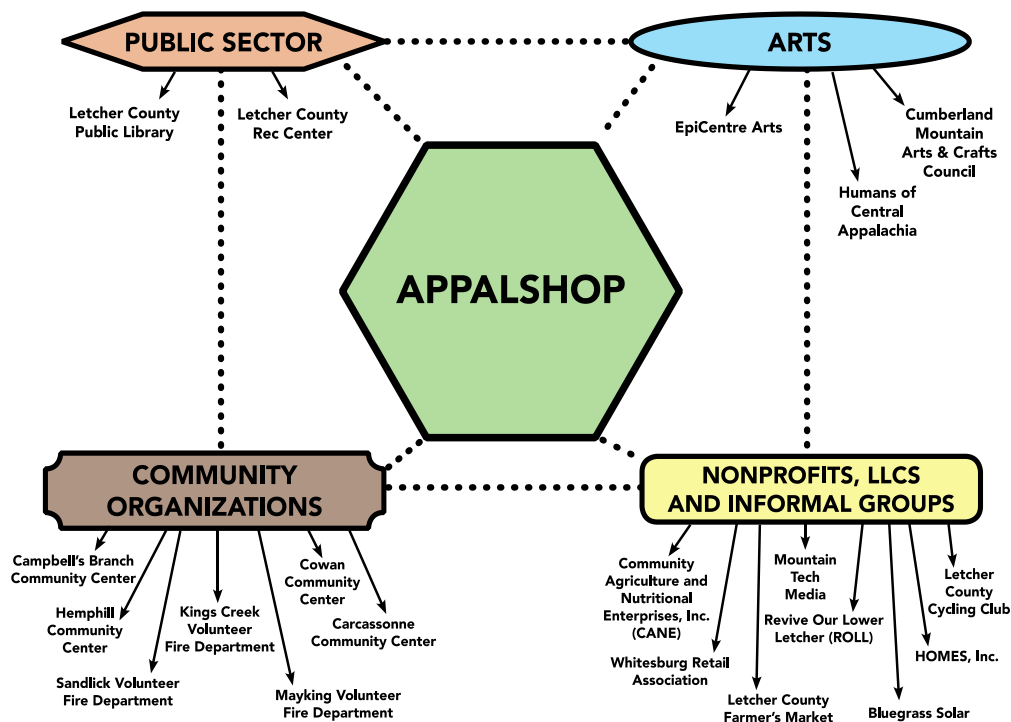 PUBLIC SECTOR
ARTS
Letcher County
Public Library
Letcher County
Rec Center
EpiCentre Arts
Humans of
Central
Appalachia
Cumberland
Mountain
Arts & Crafts
Council
APPALSHOP
COMMUNITY
ORGANIZATIONS
NONPROFITS, LLCS
AND INFORMAL GROUPS
Campbell's Branch
Community Center
Hemphill
Community
Center
Sandlick Volunteer
Fire Department
Kings Creek
Volunteer
Fire Department
Mayking Volunteer
Fire Department
Cowan
Community
Center
Carcassonne
Community Center
Community
Agriculture and
Nutritional
Enterprises, Inc.
(CANE)
Whitesburg Retail
Association
Letcher County
Farmer's Market
Mountain
Tech
Media
Revive Our Lower
Letcher (ROLL)
Bluegrass Solar
HOMES, Inc.
Letcher
County
Cycling Club